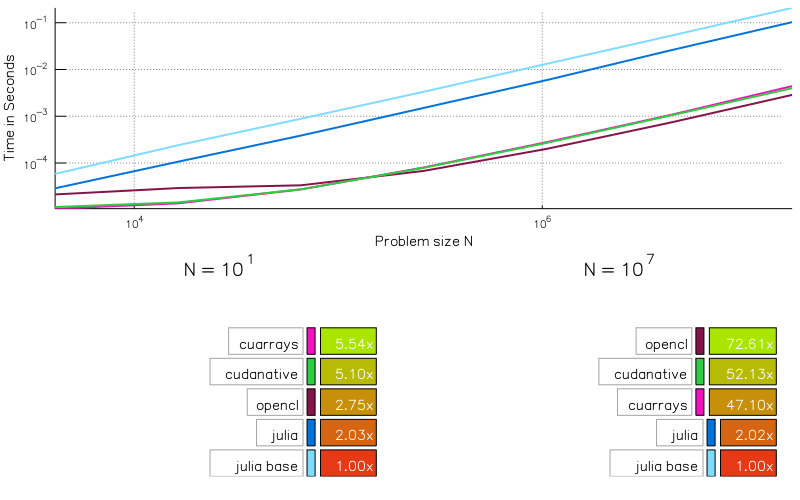 10⁻¹
10⁻²
10⁻³
10⁻⁴
Time in Seconds
10⁴ 10⁶
Problem size N
N = 10¹ N = 10⁷
cuarrays 5.54x opencl 72.61x
cudanative 5.10x cudanative 52.13x
opencl 2.75x cuarrays 47.10x
julia 2.03x julia 2.02x
julia base 1.00x julia base 1.00x